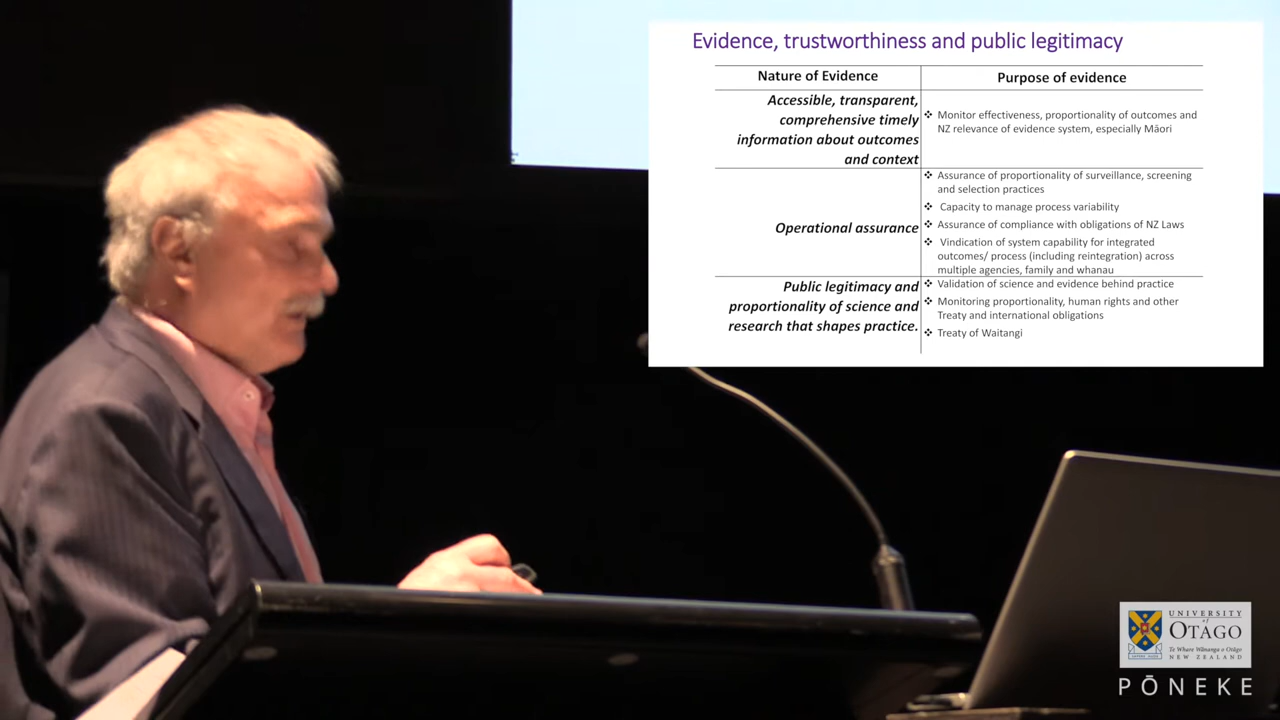 Evidence, trustworthiness and public legitimacy
Nature of Evidence
Purpose of evidence
Accessible, transparent,
comprehensive timely
information about outcomes
and context
❖ Monitor effectiveness, proportionality of outcomes and
NZ relevance of evidence system, especially Māori
Operational assurance
❖ Assurance of proportionality of surveillance, screening
and selection practices
❖ Capacity to manage process variability
❖ Assurance of compliance with obligations of NZ Laws
❖ Vindication of system capability for integrated
outcomes/ process (including reintegration) across
multiple agencies, family and whanau
Public legitimacy and
proportionality of science and
research that shapes practice.
❖ Validation of science and evidence behind practice
❖ Monitoring proportionality, human rights and other
Treaty and international obligations
❖ Treaty of Waitangi
UNIVERSITY
of
OTAGO
Te Whare Wānanga o Otāgo
NEW ZEALAND
PŌNEKE